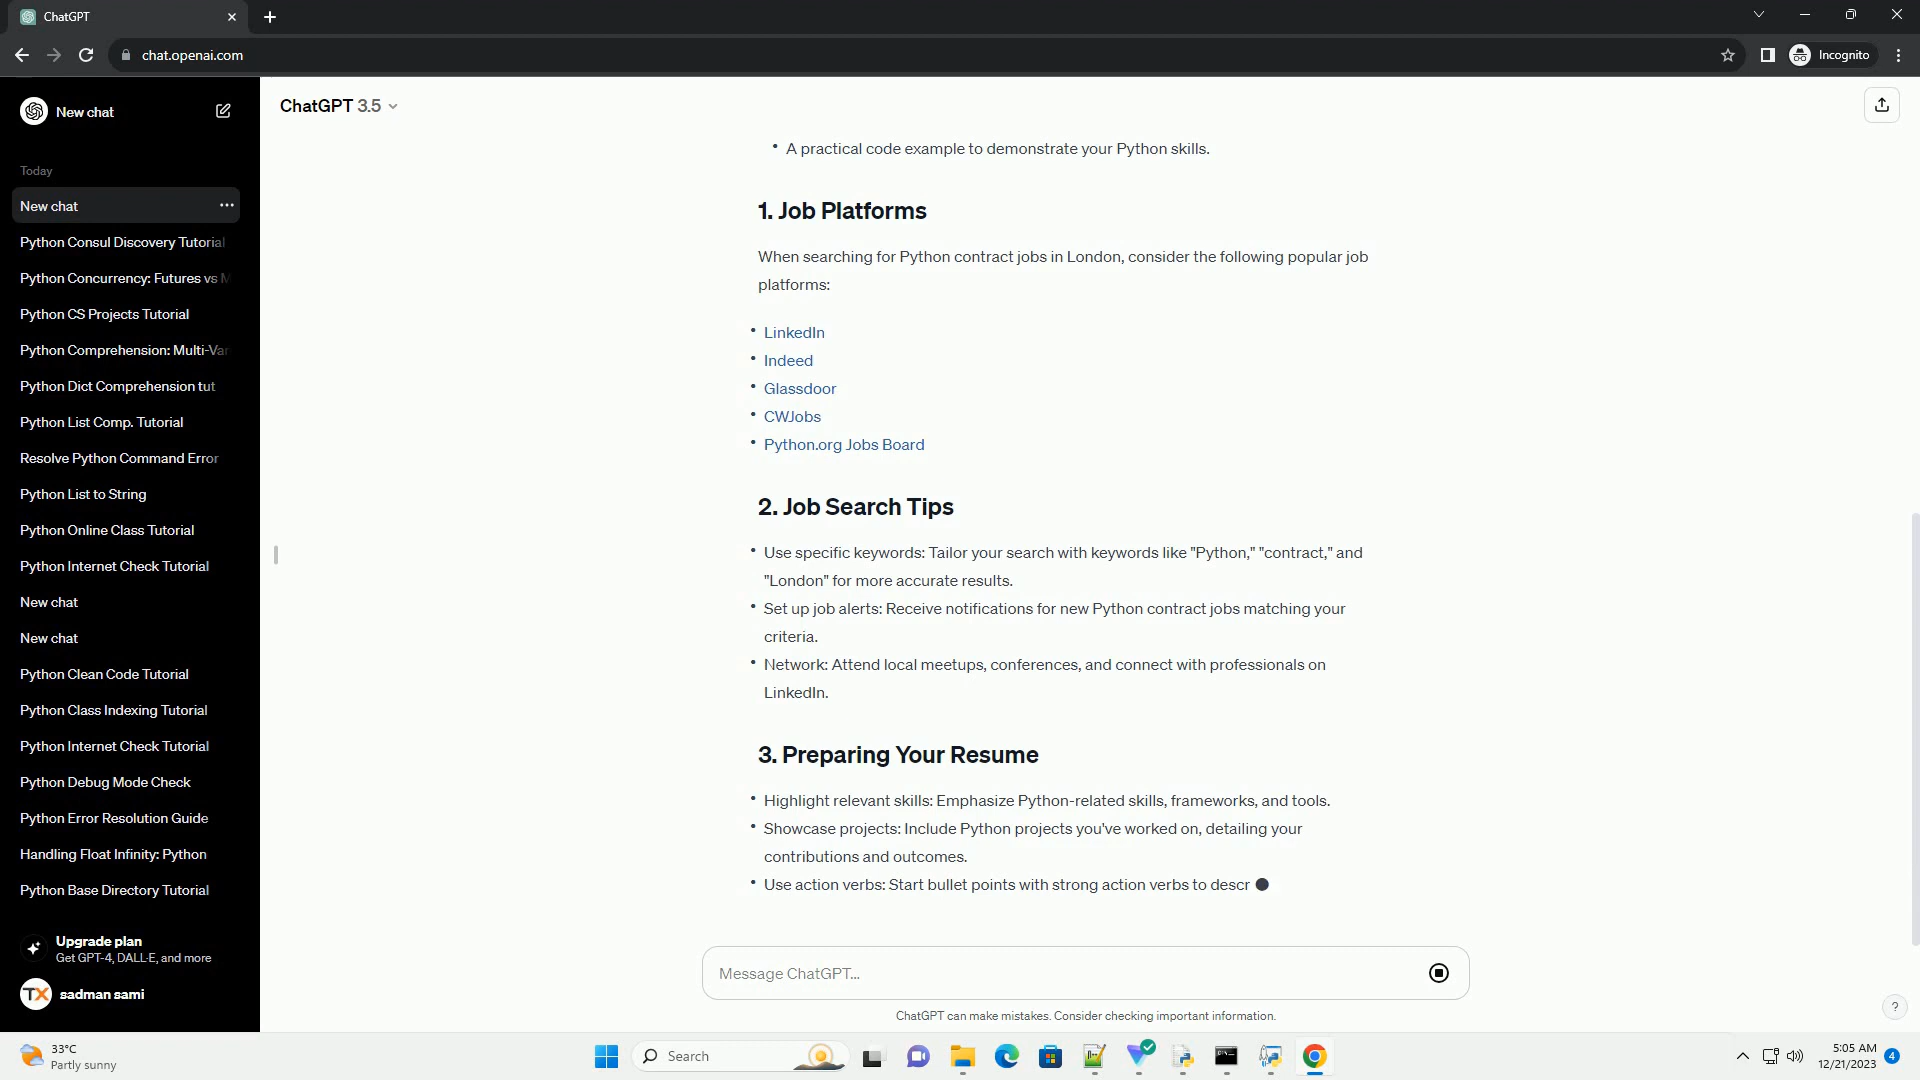 ChatGPT
chat.openai.com
Incognito
New chat
ChatGPT 3.5
Today
New chat
Python Consul Discovery Tutorial
Python Concurrency: Futures vs M
Python CS Projects Tutorial
Python Comprehension: Multi-Var
Python Dict Comprehension tut
Python List Comp. Tutorial
Resolve Python Command Error
Python List to String
Python Online Class Tutorial
Python Internet Check Tutorial
New chat
New chat
Python Clean Code Tutorial
Python Class Indexing Tutorial
Python Internet Check Tutorial
Python Debug Mode Check
Python Error Resolution Guide
Handling Float Infinity: Python
Python Base Directory Tutorial
Upgrade plan
Get GPT-4, DALL·E, and more
TX sadman sami
• A practical code example to demonstrate your Python skills.
1. Job Platforms
When searching for Python contract jobs in London, consider the following popular job
platforms:
• LinkedIn
• Indeed
• Glassdoor
• CWJobs
• Python.org Jobs Board
2. Job Search Tips
• Use specific keywords: Tailor your search with keywords like "Python," "contract," and
"London" for more accurate results.
• Set up job alerts: Receive notifications for new Python contract jobs matching your
criteria.
• Network: Attend local meetups, conferences, and connect with professionals on
LinkedIn.
3. Preparing Your Resume
• Highlight relevant skills: Emphasize Python-related skills, frameworks, and tools.
• Showcase projects: Include Python projects you've worked on, detailing your
contributions and outcomes.
• Use action verbs: Start bullet points with strong action verbs to descr
Message ChatGPT...
ChatGPT can make mistakes. Consider checking important information.
?
33°C
Partly sunny
Search
5:05 AM
12/21/2023
4